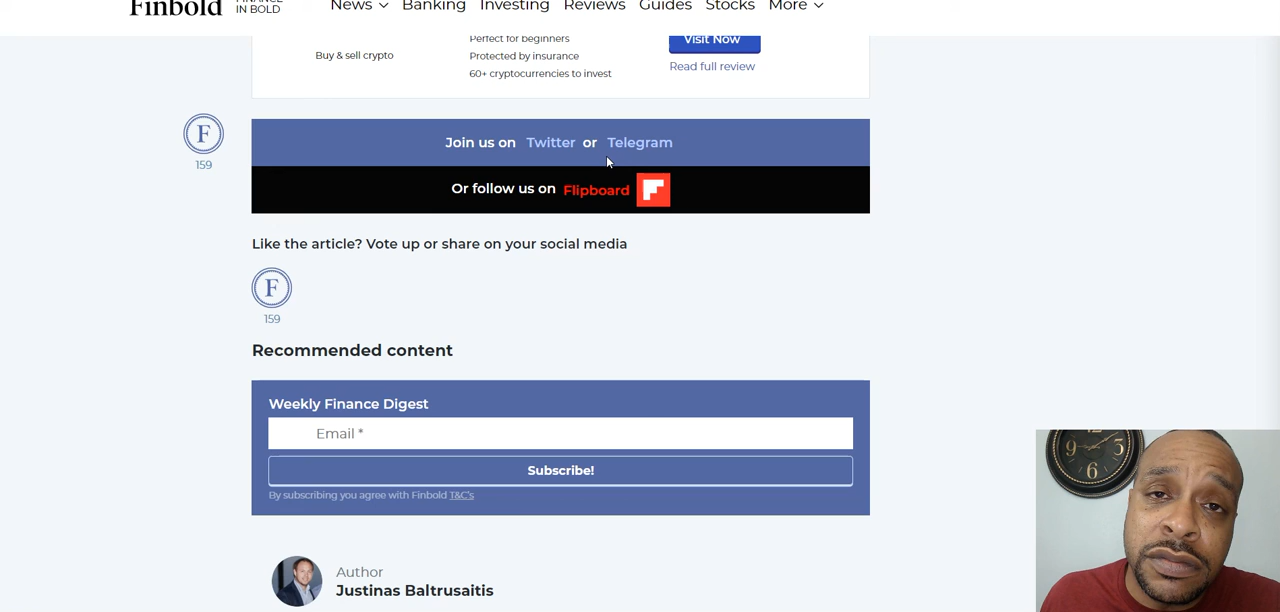 Finbold
FINANCE
IN BOLD
News
Banking
Investing
Reviews
Guides
Stocks
More
Perfect for beginners
Visit Now
Buy & sell crypto
Protected by insurance
Read full review
60+ cryptocurrencies to invest
F
159
Join us on Twitter or Telegram
Or follow us on Flipboard
Like the article? Vote up or share on your social media
F
159
Recommended content
Weekly Finance Digest
Email *
Subscribe!
By subscribing you agree with Finbold T&C's
Author
Justinas Baltrusaitis